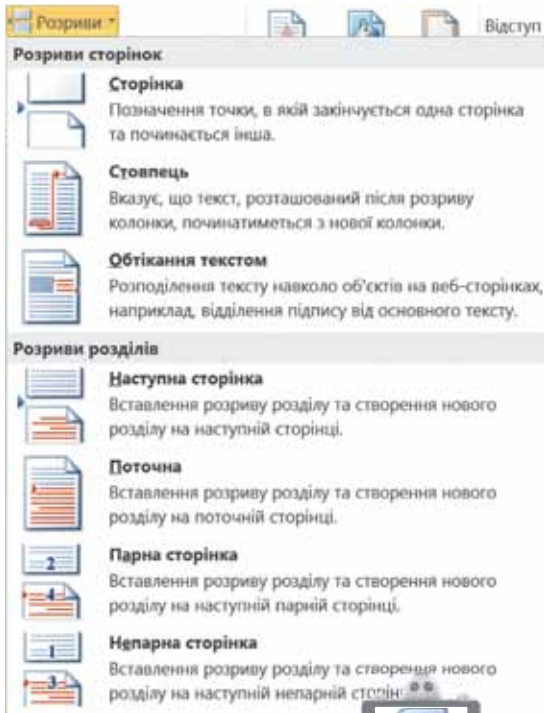 Розриви
Відступ
Розриви сторінок
Сторінка
Позначення точки, в якій закінчується одна сторінка
та починається інша.
Стовпець
Вказує, що текст, розташований після розриву
колонки, починатиметься з нової колонки.
Обтікання текстом
Розподілення тексту навколо об'єктів на веб-сторінках,
наприклад, відділення підпису від основного тексту.
Розриви розділів
Наступна сторінка
Вставлення розриву розділу та створення нового
розділу на наступній сторінці.
Поточна
Вставлення розриву розділу та створення нового
розділу на поточній сторінці.
2
Парна сторінка
4
Вставлення розриву розділу та створення нового
розділу на наступній парній сторінці.
1
Непарна сторінка
3
Вставлення розриву розділу та створення нового
розділу на наступній непарній